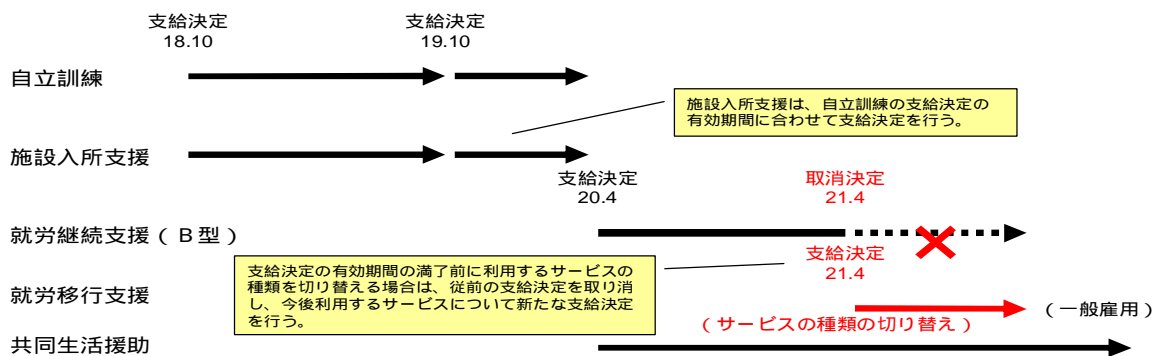 支給決定
18.10
支給決定
19.10
自立訓練
施設入所支援は、自立訓練の支給決定の
有効期間に合わせて支給決定を行う。
施設入所支援
支給決定
20.4
取消決定
21.4
就労継続支援(B型)
支給決定
21.4
支給決定の有効期間の満了前に利用するサービスの
種類を切り替える場合は、従前の支給決定を取り消
し、今後利用するサービスについて新たな支給決定
を行う。
就労移行支援
(サービスの種類の切り替え)
(一般雇用)
共同生活援助